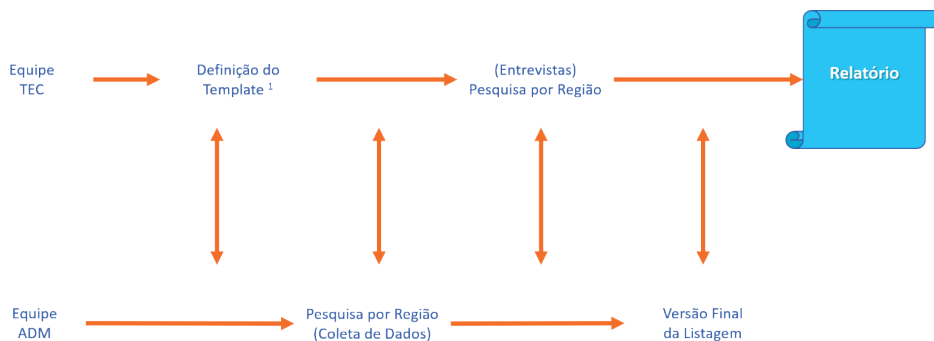 Equipe
TEC
Definição do
Template ¹
(Entrevistas)
Pesquisa por Região
Relatório
Equipe
ADM
Pesquisa por Região
(Coleta de Dados)
Versão Final
da Listagem